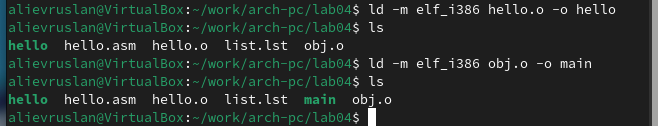 alievruslan@VirtualBox:~/work/arch-pc/lab04$ ld -m elf_i386 hello.o -o hello
alievruslan@VirtualBox:~/work/arch-pc/lab04$ ls
hello  hello.asm  hello.o  list.lst  obj.o
alievruslan@VirtualBox:~/work/arch-pc/lab04$ ld -m elf_i386 obj.o -o main
alievruslan@VirtualBox:~/work/arch-pc/lab04$ ls
hello  hello.asm  hello.o  list.lst  main  obj.o
alievruslan@VirtualBox:~/work/arch-pc/lab04$